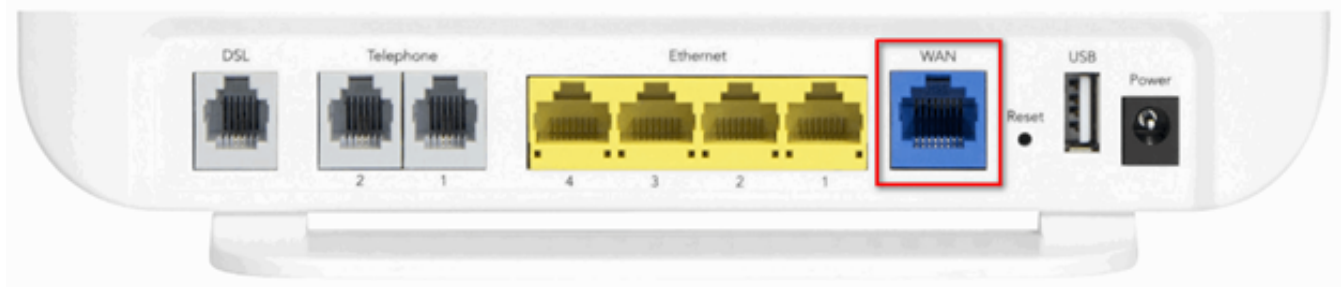 DSL Telephone Ethernet WAN USB
Power
Reset
2 1 4 3 2 1